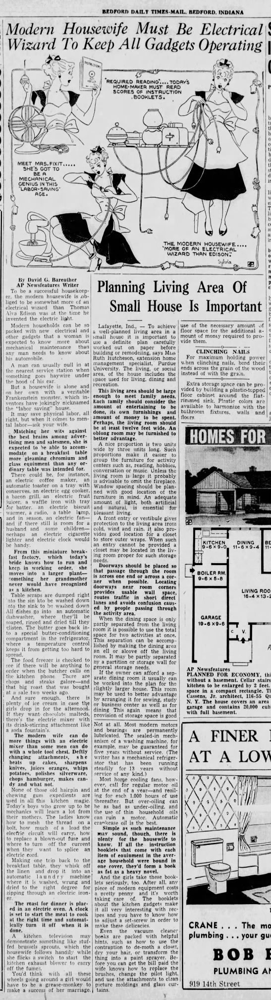 BEDFORD DAILY TIMES-MAIL, BEDFORD, INDIANA
Modern Housewife Must Be Electrical
Wizard To Keep All Gadgets Operating
INSTRUCTIONS
"REQUIRED READING".... TODAY'S
HOME-MAKER MUST READ
SCORES OF INSTRUCTION
BOOKLETS.
MEET MRS. FIXIT.....
SHE'S GOT TO
BE A
MECHANICAL
GENIUS IN THIS
"LABOR-SAVING"
AGE.
THE MODERN HOUSEWIFE....
"MORE OF AN ELECTRICAL
WIZARD THAN EDISON."
Sylvia
AP
By David G. Bareuther
AP Newsfeatures Writer
To be a successful housekeep-
er, the modern housewife is ob-
liged to be somewhat more of an
electrical wizard than Thomas
Alva Edison was at the time he
invented the electric light.
Modern households can be so
packed with new electrical and
other gadgets that a woman is
expected to know more about
mechanical maintenance than
any man needs to know about
his automobile.
A man can usually pull in at
the nearest service station when
something goes haywire under
the hood of his car.
But a housewife is alone and
on her own with a veritable
Frankenstein monster, which in-
ventors have jokingly nicknamed
the "labor saving" house.
It may save physical labor, all
right, but when it comes to men-
tal labor—ask your wife.
Matching her wits against
the best brains among adver-
tising men and salesmen, she is
expected to be able to accom-
modate on a breakfast table
more gleaming chromium and
glass equipment than any or-
dinary table was intended for.
There could be, for instance,
an electric coffee maker, an
automatic toaster on a tray with
conserves, an electric egg cooker,
a bacon grill, an electric fruit
juicer, a waffle iron with tray
for batter, an electric biscuit
warmer, a radio, a table lamp,
and in season, an electric fan—
and if there still is room for a
husband and some children—
perhaps an electric cigarette
lighter and electric clock would
be handy.
From this miniature break-
fast factory, which today's
bride knows how to run and
keep in working order, she
moves into a larger plant—
something her grandmother
never would have recognized
as a kitchen.
Table scraps are dumped right
into the sin kto be washed down
into the sink to be washed down
All dishes go into an automatic
dishwasher, where they'll be
soaped, rinsed and dried till they
glisten. The butter goes back in-
to a special butter-conditioning
compartment in the refrigerator,
where a temperature control
keeps it from getting too hard to
spread.
The food freezer is checked to
see if there will be anything to
order when the butcher calls on
the kitchen phone. There are
chops and steaks galore—and
that big roast that was bought
at a sale two weeks ago.
And sure enough, there is
plenty of ice cream in case the
girls drop in for the afternoon.
If they want chocolate malteds,
there's the electric mixer with
its drink-stirring attachment like
a soda fountain's.
The modern wife can do
more things with an electric
mixer than some men can do
with a whole tool chest. Deftly
changing attachments, she
beats up cakes, sharpens
knives, juices oranges, whips
potatoes, polishes silverware,
chops hamburger, makes can-
dy and what not.
None of those old hairpin and
chewing gum expedients are
used in all this kitchen magic.
Today's boys who grow up to be
mechanics will learn a lot from
their mothers. The ladies know
how to mesh the thread on a
bolt, how much of a load the
electric circuit will carry, how
to replace a blown-out fuse and
where to turn off the current
when they want to splice an
electric cord.
Making one trip back to the
breakfast table, they whisk off
the linen and drop it into an
automatic laundry machine
where it is washed, wrung and
dried to the right degree for
zipping through an electric iron-
er.
The roast for dinner is plac-
ed in an electric oven. A clock
is set to start the meat to cook
at the right time and automat-
ically turn it off when it is
done.
A kitchen television may
demonstrate something like stuf-
fed brussels sprouts, which the
housewife follows handily while
she flicks a switch to start the
kitchen exhaust blower to carry
off the fumes.
You'd think with all these
wheels going around a girl would
have to be a grease-monkey to
make a success of her marriage.
Not at all. Most modern motors
and bearings are permanently
lubricated. The sealed-in mech-
anism of a washing machine, for
example, may be guaranteed for
five years without service. (The
writer has a mechanical refriger-
ator that has been running
steadily for 13 years without
service of any kind.)
Most home cooling fans, how-
ever, call for regular motor oil
at the end of a year—and reoil-
ing for each 1,000 hours of use
thereafter. But over-oiling can
be as bad as under-oiling, and
the use of thin household oils
can ruin a motor. Automatic
crankcase oil is the best.
Simple as such maintenance
may sound, though, there is
plenty for the housewife to
know. If all the instruction
booklets that come with each
item of equipment in the aver-
age household were bound in
one cover, they'd form a book
as fat as a heavy novel.
And the girls take these book-
lets seriously, too. After all, any
piece of modern equipment costs
a pretty penny and it's worth
taking care of. The booklets
about the kitchen gadgets make
it all very interesting with rec-
ipes and you have to know how
to adjust a set-screw in order to
make these delicacies.
Even the vacuum cleaner
books are packed with helpful
hints, such as how to use the
contraption to de-moth a closet,
dry your hair, or transform the
thing into a paint sprayer. Be-
fore you can get the bill paid the
wife knows how to replace the
brushes, change the pilot light,
and use the attachments to clean
picture moldings and glass cur-
tains.
Planning Living Area Of
Small House Is Important
Lafayette, Ind., — To achieve
a well-planned living area in a
small house it is important to
use a definite plan carefully
worked out on paper before
building or remodeling, says Miss
Ruth Hutcheson, extension home
management specialist, Purdue
University. The living, or social
area, of the house includes the
space used for living, dining and
recreation.
This living area should be large
enough to meet family needs.
Each family should consider the
amount of entertaining to be
done, its own furnishings and
amount of money to be spent.
Perhaps, the living room should
be at least twelve feet wide. An
oblong room may be furnished to
better advantage.
A nice proportion is two units
wide by three units long. Such
proportions make it easier to
group the furniture for activity
centers such as, reading, hobbies,
conversation or music. Unless the
living room is large it probably
is advisable to omit the fireplace.
Window spacing should be plan-
ned with good location of the
furniture in mind. An adequate
amount of light, both artificial
and natural, is essential for
pleasant living.
A front entry or vestibule gives
protection to the living area from
cold, wind and rain. It also pro-
vides good location for a closet
to store outer wraps. When such
an entry cannot be provided a
closet may be located in the liv-
ing room proper for such storage
needs.
Doorways should be placed so
that passage through the room
is across one end or across a cor-
ner when possible. Locating
doorways near room corners
provides usable wall space,
routes traffic in short direct
lanes and avoids confusion caus-
ed by people passing through
the activity area.
When the dining space is only
partly separated from the living
room it is possible to use the total
space for two activities at once.
This separation can be accomp-
lished by making the dining area
an ell or alcove off the living
room. It may be partly separated
by a partition or storage wall for
general storage needs.
If the owner can afford a sep-
arate dining room it usually can
be worked into the plan for the
slightly larger house. This room
may be used to better advantage
by arranging it for sewing, study
or business center as well as for
dining This again means that
provision of storage space is good
use of the necessary amount of
floor space for the additional a-
mount of money required to pro-
vide them.
CLINCHING NAILS
For maximum holding power
when clinching nails, bend their
ends across the grain of the wood
instead of with the grain.
Extra storage space can be pro-
vided by building a plastic-topped
floor cabinet around the flat-
rimmed sink. Plastic colors are
available to harmonize with the
bathroom fixtures, walls and
floors
HOMES FOR
AP
KITCHEN
9-6 x 9-0
DINING
11-6 x 9-4
BE
11-
BOILER RM.
9-6 x 5-8
LIVING ROO
16-4 x 13-2
GARAGE
19-6 x 9-6
C
V.
AP Newsfeatures
PLANNED FOR ECONOMY, thi
without a basement. Cellar stairs
kitchen to be enlarged by 2 feet.
space in a compact rectangle. Th
Cassens, Jr. architect, 116-55 Qu
N. Y. The house covers an area
garage and contains 20,000 cubi
with full basement.
A FINER
AT A LOW
CRANE . . . The mo
plumbing . . . your gu
BOB
PLUMBING AN
919 14th Street